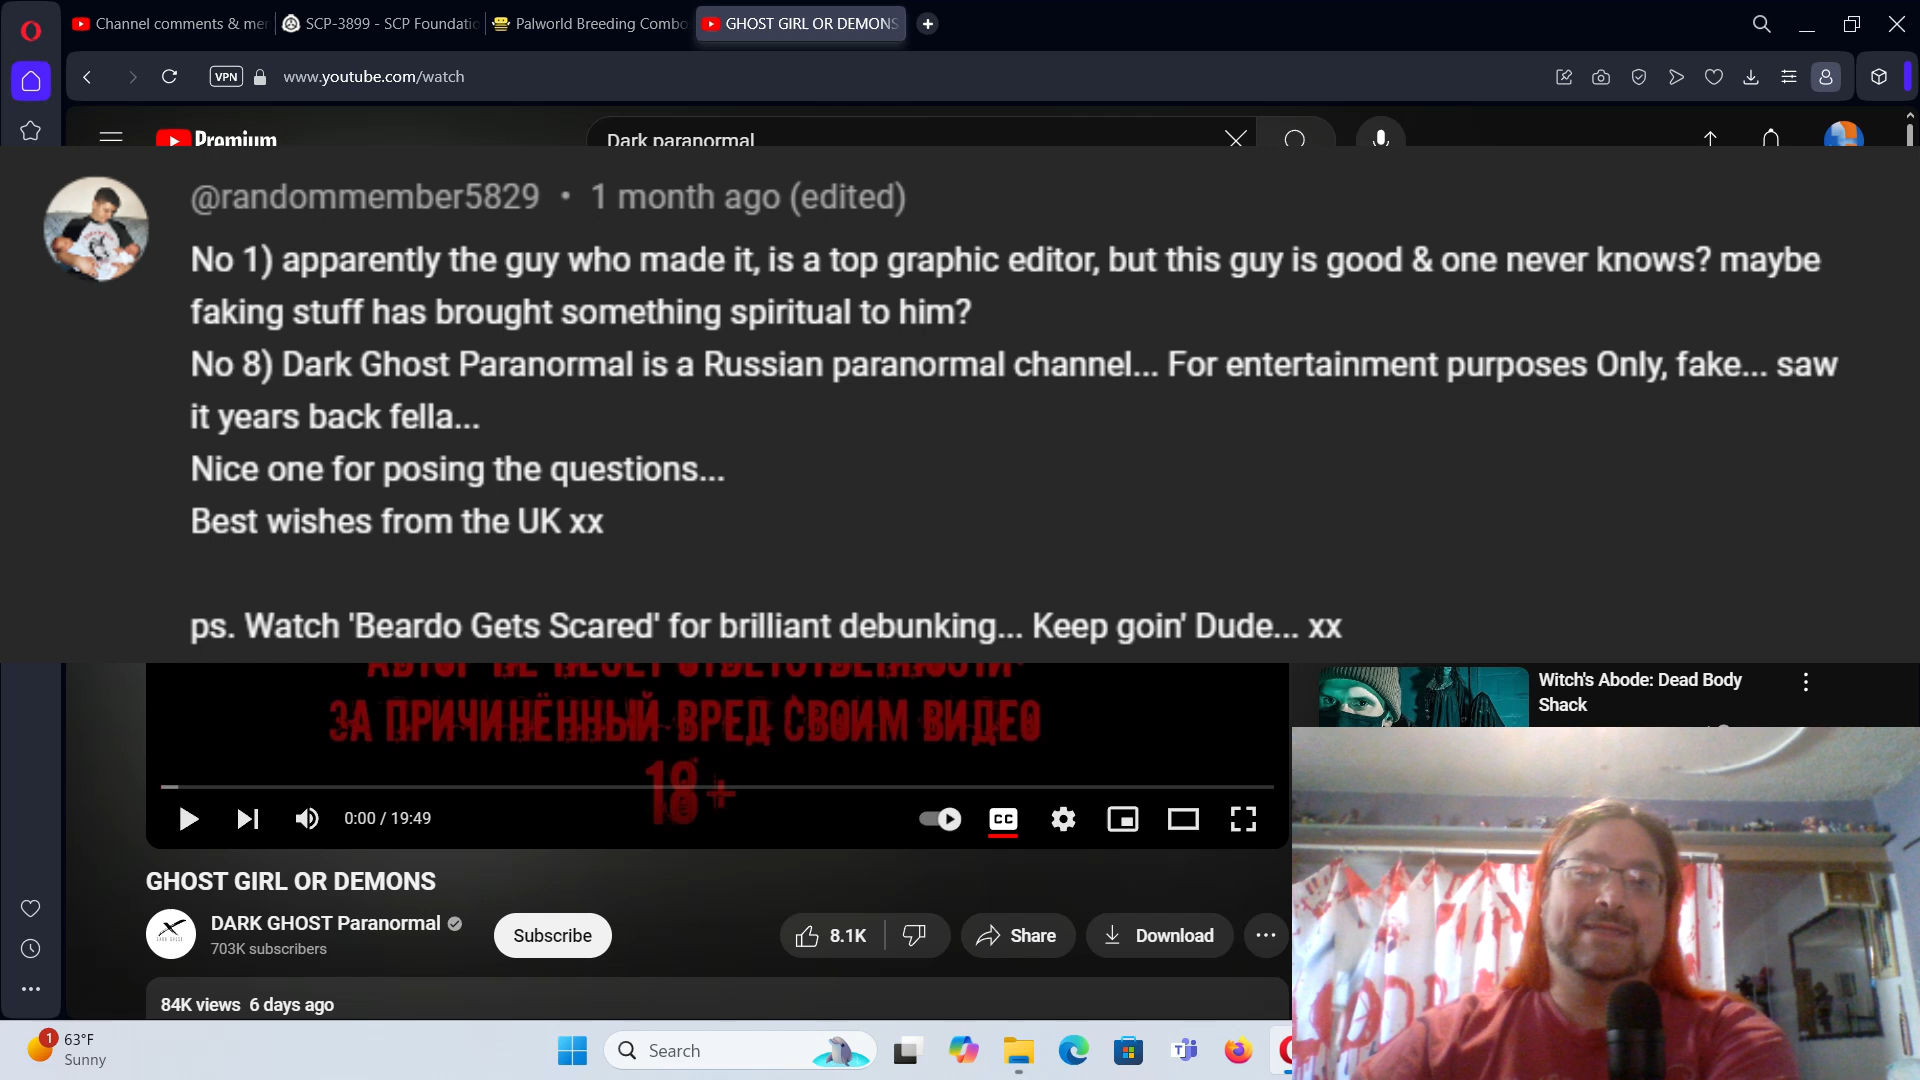 Channel comments & me
SCP-3899 - SCP Foundatio
Palworld Breeding Combo
GHOST GIRL OR DEMONS
VPN
www.youtube.com/watch
Premium
Dark paranormal
@randommember5829 • 1 month ago (edited)
No 1) apparently the guy who made it, is a top graphic editor, but this guy is good & one never knows? maybe
faking stuff has brought something spiritual to him?
No 8) Dark Ghost Paranormal is a Russian paranormal channel... For entertainment purposes Only, fake... saw
it years back fella...
Nice one for posing the questions...
Best wishes from the UK xx
ps. Watch 'Beardo Gets Scared' for brilliant debunking... Keep goin' Dude... xx
АВТОР НЕ НЕСЕТ ОТВЕТСТВЕННОСТИ
ЗА ПРИЧИНЁННЫЙ ВРЕД СВОИМ ВИДЕО
18+
Witch's Abode: Dead Body
Shack
0:00 / 19:49
CC
GHOST GIRL OR DEMONS
DARK GHOST Paranormal
703K subscribers
Subscribe
8.1K
Share
Download
84K views 6 days ago
1
63°F
Sunny
Search